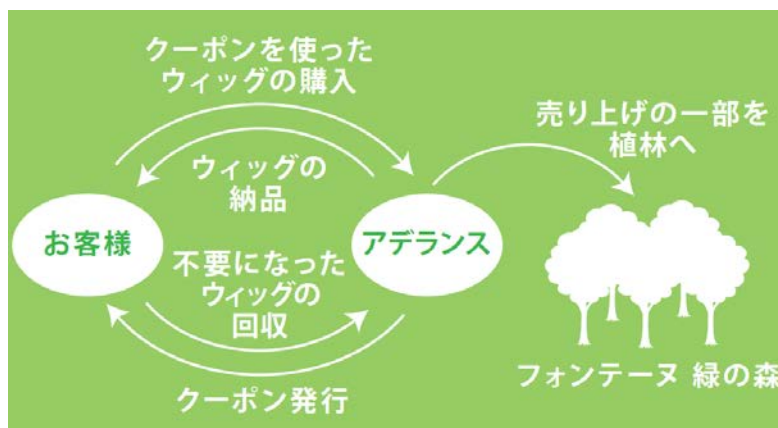 クーポンを使った
ウィッグの購入
売り上げの一部を
植林へ
ウィッグの
納品
お客様
アデランス
不要になった
ウィッグの
回収
クーポン発行
フォンテーヌ 緑の森